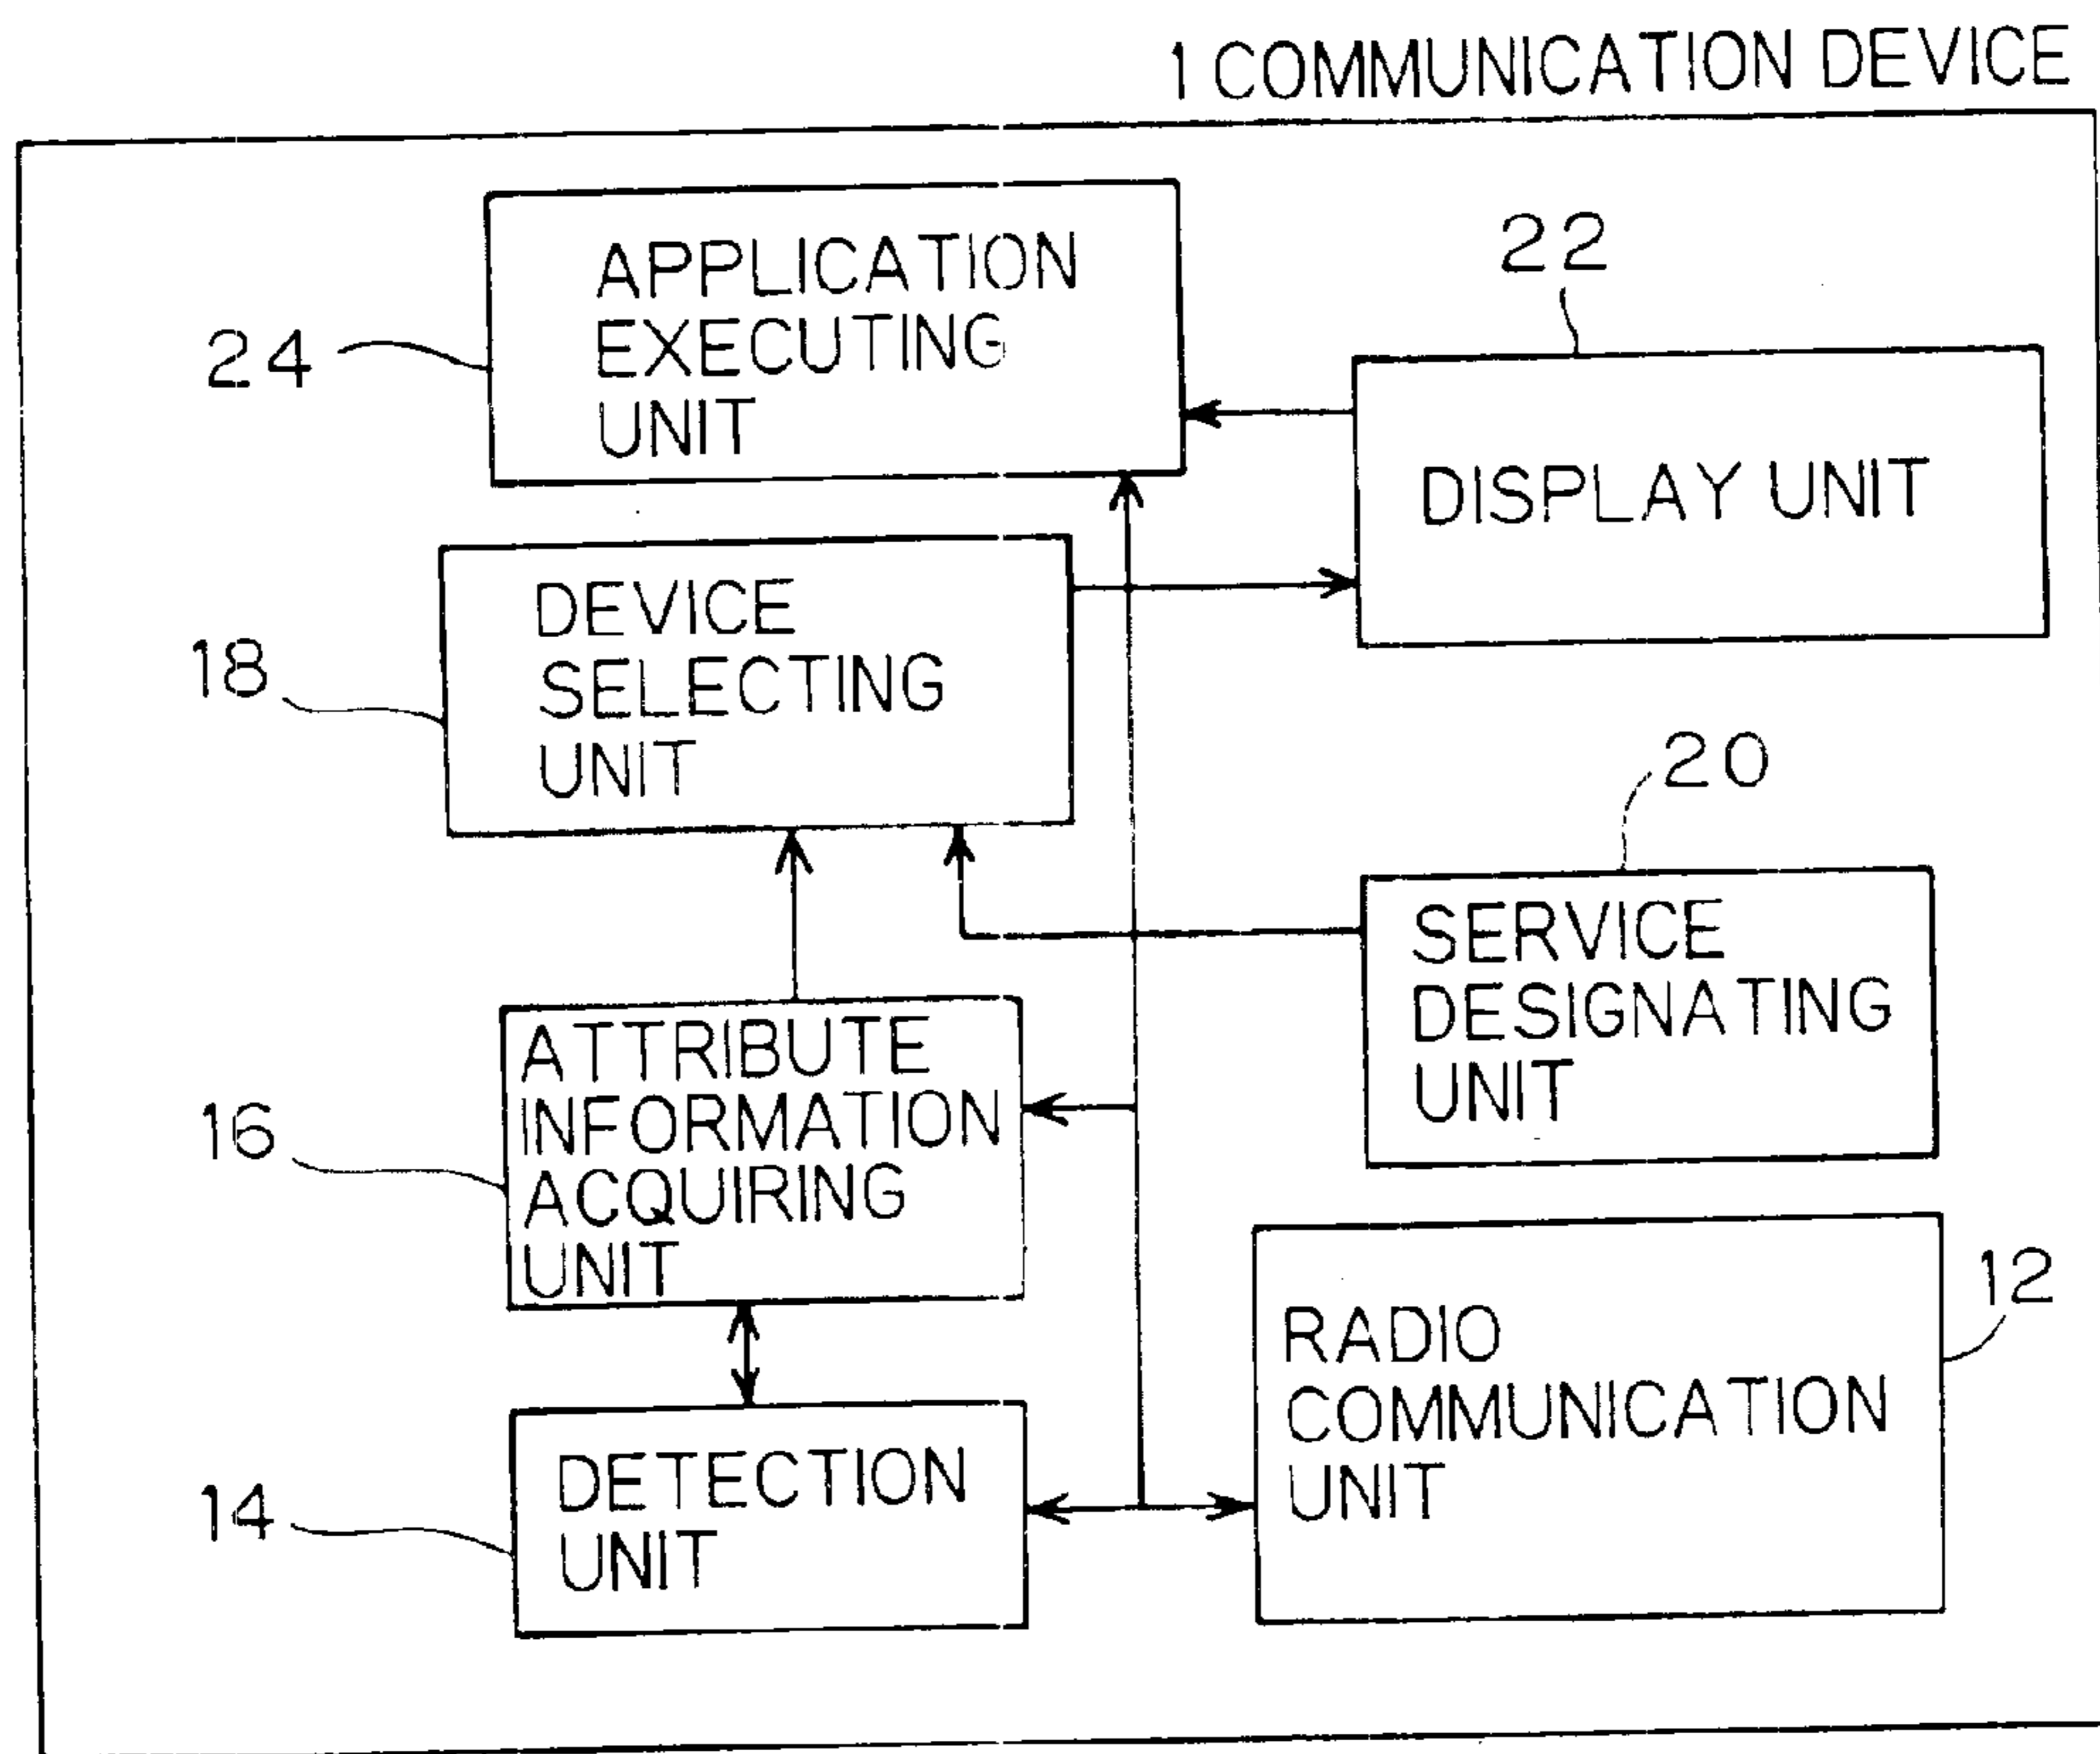 1 COMMUNICATION DEVICE
24
APPLICATION
EXECUTING
UNIT
22
DISPLAY UNIT
18
DEVICE
SELECTING
UNIT
20
SERVICE
DESIGNATING
UNIT
16
ATTRIBUTE
INFORMATION
ACQUIRING
UNIT
12
RADIO
COMMUNICATION
UNIT
14
DETECTION
UNIT